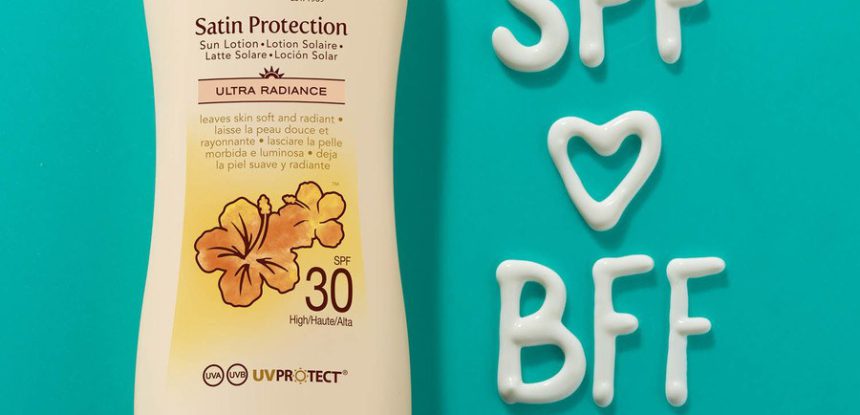 Satin Protection
Sun Lotion • Lotion Solaire •
Latte Solare • Loción Solar
ULTRA RADIANCE
leaves skin soft and radiant •
laisse la peau douce et
rayonnante • lasciare la pelle
morbida e luminosa • deja
la piel suave y radiante
™
SPF
30
High/Haute/Alta
UVA UVB UVPROTECT®
SPF
BFF